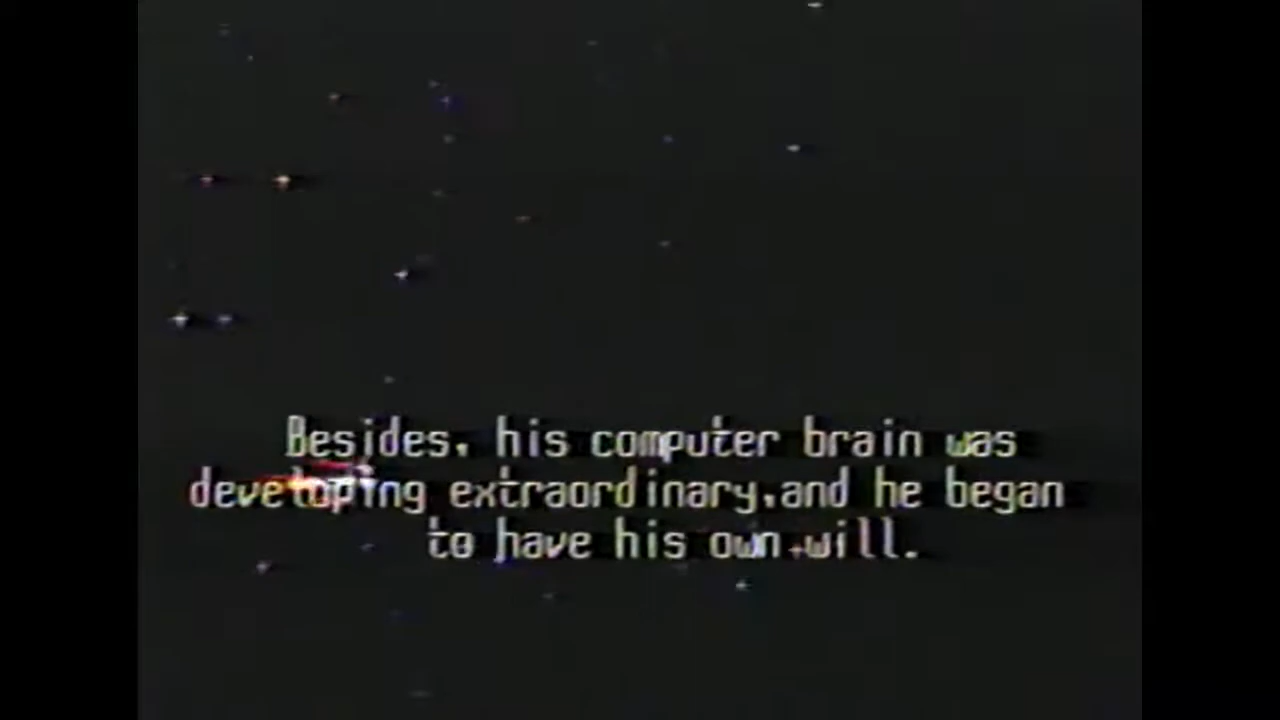 Besides, his computer brain was
developing extraordinary,and he began
to have his own will.